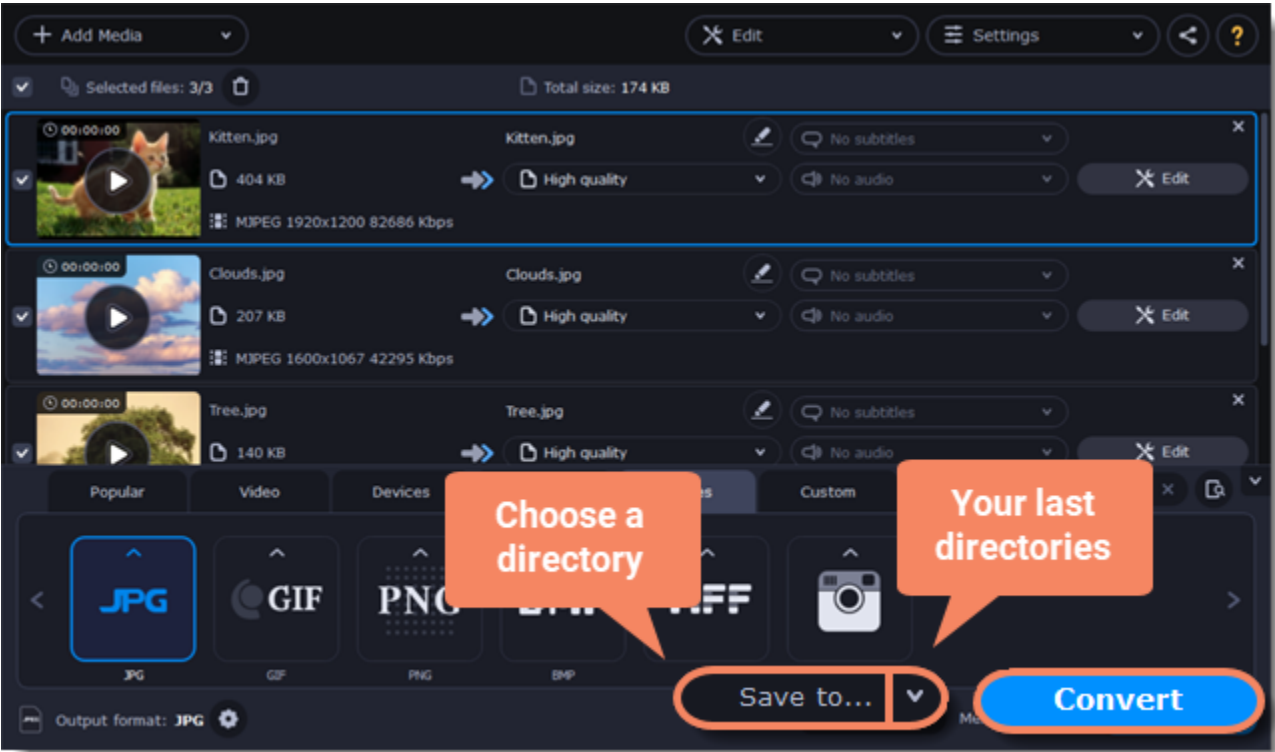 Add Media
Edit
Settings
?
Selected files: 3/3
Total size: 174 KB
00:00:00
Kitten.jpg
Kitten.jpg
No subtitles
404 KB
High quality
No audio
Edit
MJPEG 1920x1200 82686 Kbps
00:00:00
Clouds.jpg
Clouds.jpg
No subtitles
207 KB
High quality
No audio
Edit
MJPEG 1600x1067 42295 Kbps
00:00:00
Tree.jpg
Tree.jpg
No subtitles
140 KB
High quality
No audio
Edit
Popular
Video
Devices
Custom
Choose a
directory
Your last
directories
JPG
GIF
PNG
JPG
GIF
PNG
BMP
Save to...
Convert
Output format: JPG